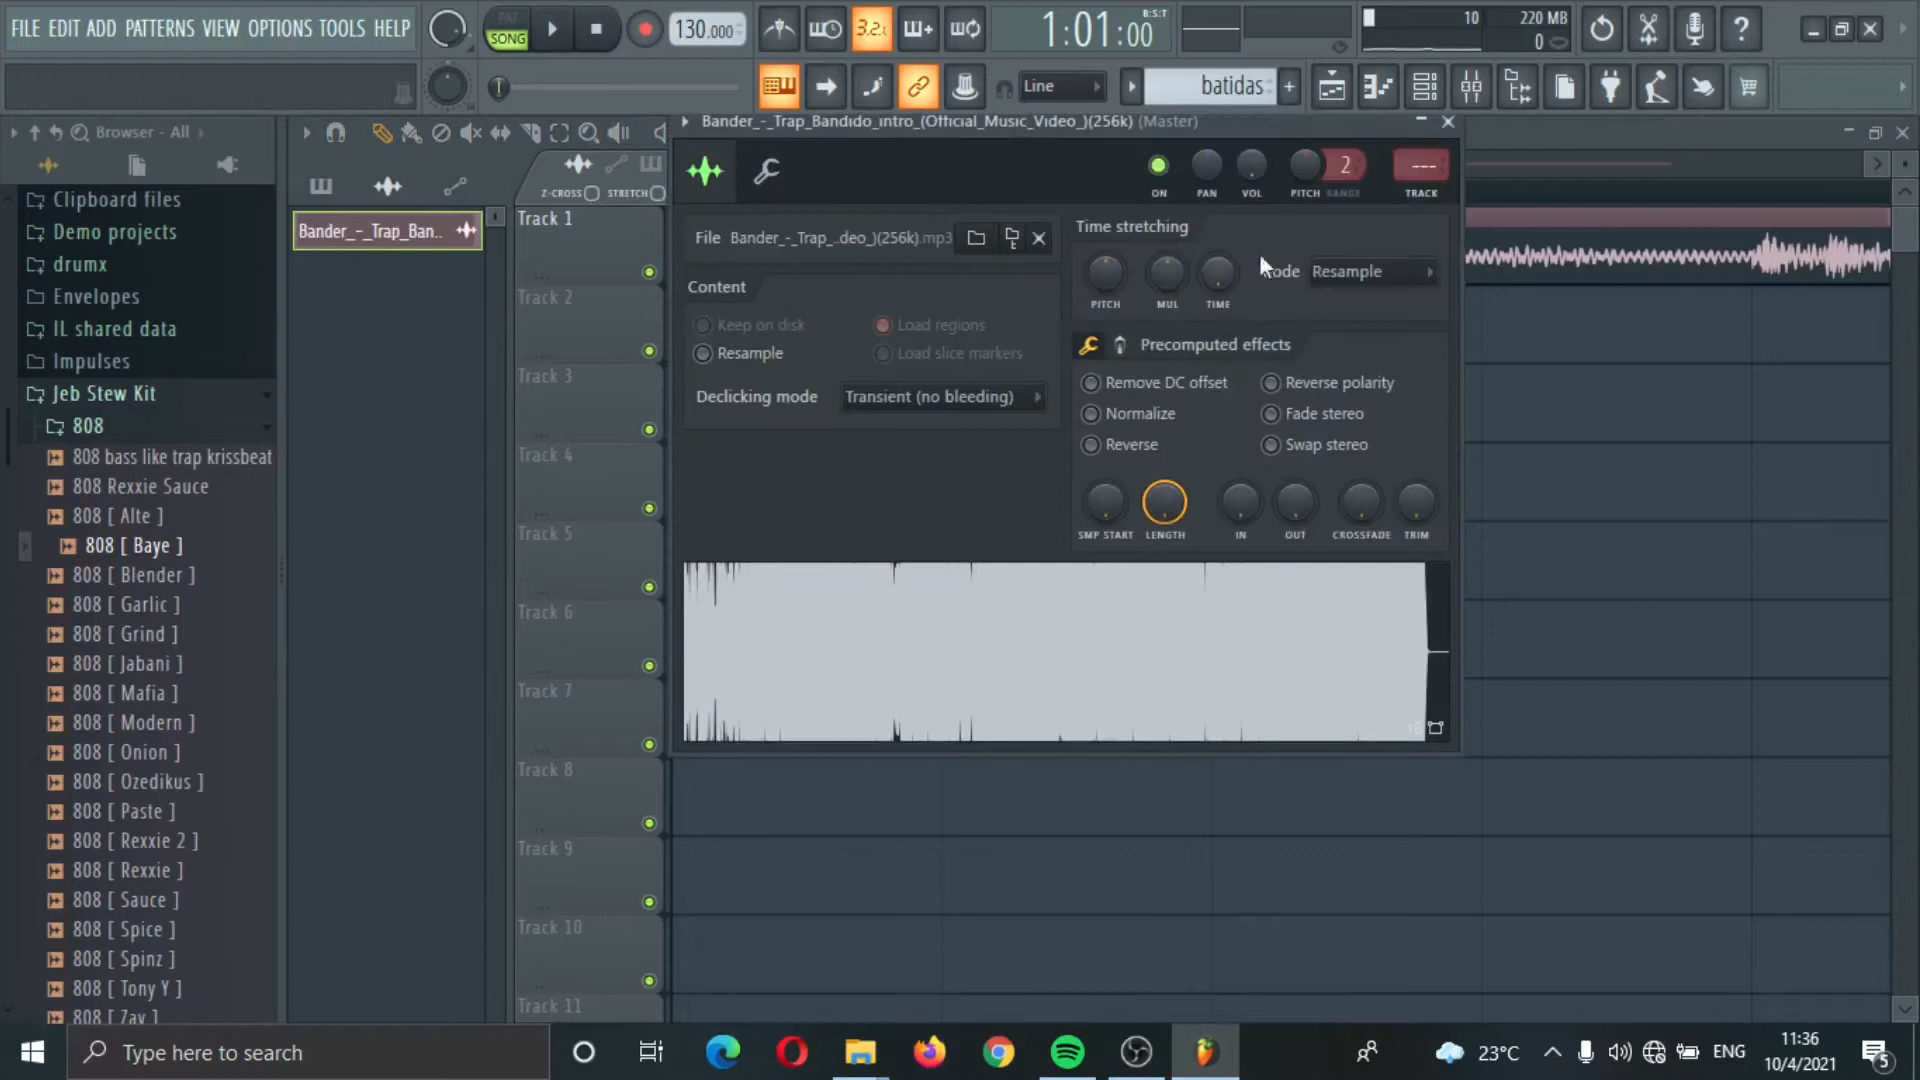 FILE EDIT ADD PATTERNS VIEW OPTIONS TOOLS HELP
PAT
SONG
130.000
3.2.
1:01:00
B:S:T
10
220 MB
0
Line
batidas
Browser - All
Clipboard files
Demo projects
drumx
Envelopes
IL shared data
Impulses
Jeb Stew Kit
808
808 bass like trap krissbeat
808 Rexxie Sauce
808 [ Alte ]
808 [ Baye ]
808 [ Blender ]
808 [ Garlic ]
808 [ Grind ]
808 [ Jabani ]
808 [ Mafia ]
808 [ Modern ]
808 [ Onion ]
808 [ Ozedikus ]
808 [ Paste ]
808 [ Rexxie 2 ]
808 [ Rexxie ]
808 [ Sauce ]
808 [ Spice ]
808 [ Spinz ]
808 [ Tony Y ]
808 [ Zay ]
Bander_-_Trap_Ban..
Z-CROSS
STRETCH
Track 1
Track 2
Track 3
Track 4
Track 5
Track 6
Track 7
Track 8
Track 9
Track 10
Track 11
Bander_-_Trap_Bandido_intro_(Official_Music_Video_)(256k) (Master)
ON
PAN
VOL
PITCH
2
RANGE
---
TRACK
File Bander_-_Trap_..deo_)(256k).mp3
Content
Keep on disk
Load regions
Resample
Load slice markers
Declicking mode
Transient (no bleeding)
Time stretching
PITCH
MUL
TIME
Resample
Precomputed effects
Remove DC offset
Reverse polarity
Normalize
Fade stereo
Reverse
Swap stereo
SMP START
LENGTH
IN
OUT
CROSSFADE
TRIM
Type here to search
23°C
ENG
11:36
10/4/2021
5